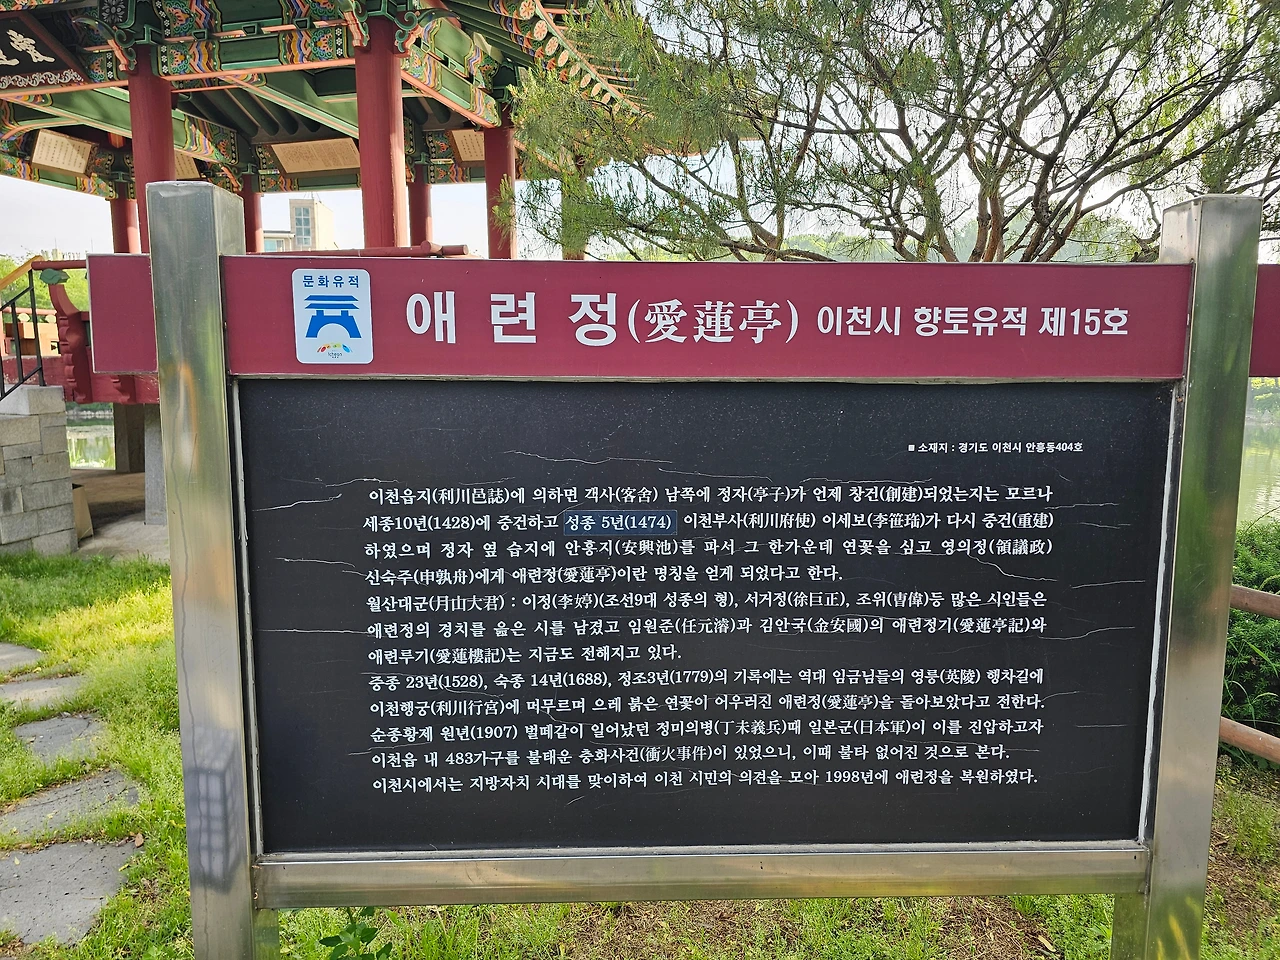 문화유적
애련정(愛蓮亭) 이천시 향토유적 제15호
■ 소재지 : 경기도 이천시 안흥동404호
이천읍지(利川邑誌)에 의하면 객사(客舍) 남쪽에 정자(亭子)가 언제 창건(創建)되었는지는 모르나
세종10년(1428)에 중건하고 성종 5년(1474) 이천부사(利川府使) 이세보(李世珤)가 다시 중건(重建)
하였으며 정자 옆 습지에 안흥지(安興池)를 파서 그 한가운데 연꽃을 심고 영의정(領議政)
신숙주(申孰舟)에게 애련정(愛蓮亭)이란 명칭을 얻게 되었다고 한다.
월산대군(月山大君) : 이정(李婷)(조선9대 성종의 형), 서거정(徐巨正), 조위(曺偉)등 많은 시인들은
애련정의 경치를 읊은 시를 남겼고 임원준(任元濬)과 김안국(金安國)의 애련정기(愛蓮亭記)와
애련루기(愛蓮樓記)는 지금도 전해지고 있다.
중종 23년(1528), 숙종 14년(1688), 정조3년(1779)의 기록에는 역대 임금님들의 영릉(英陵) 행차길에
이천행궁(利川行宮)에 머무르며 으레 붉은 연꽃이 어우러진 애련정(愛蓮亭)을 돌아보았다고 전한다.
순종황제 원년(1907) 벌떼같이 일어났던 정미의병(丁未義兵)때 일본군(日本軍)이 이를 진압하고자
이천읍 내 483가구를 불태운 충화사건(衝火事件)이 있었으니, 이때 불타 없어진 것으로 본다.
이천시에서는 지방자치 시대를 맞이하여 이천 시민의 의견을 모아 1998년에 애련정을 복원하였다.